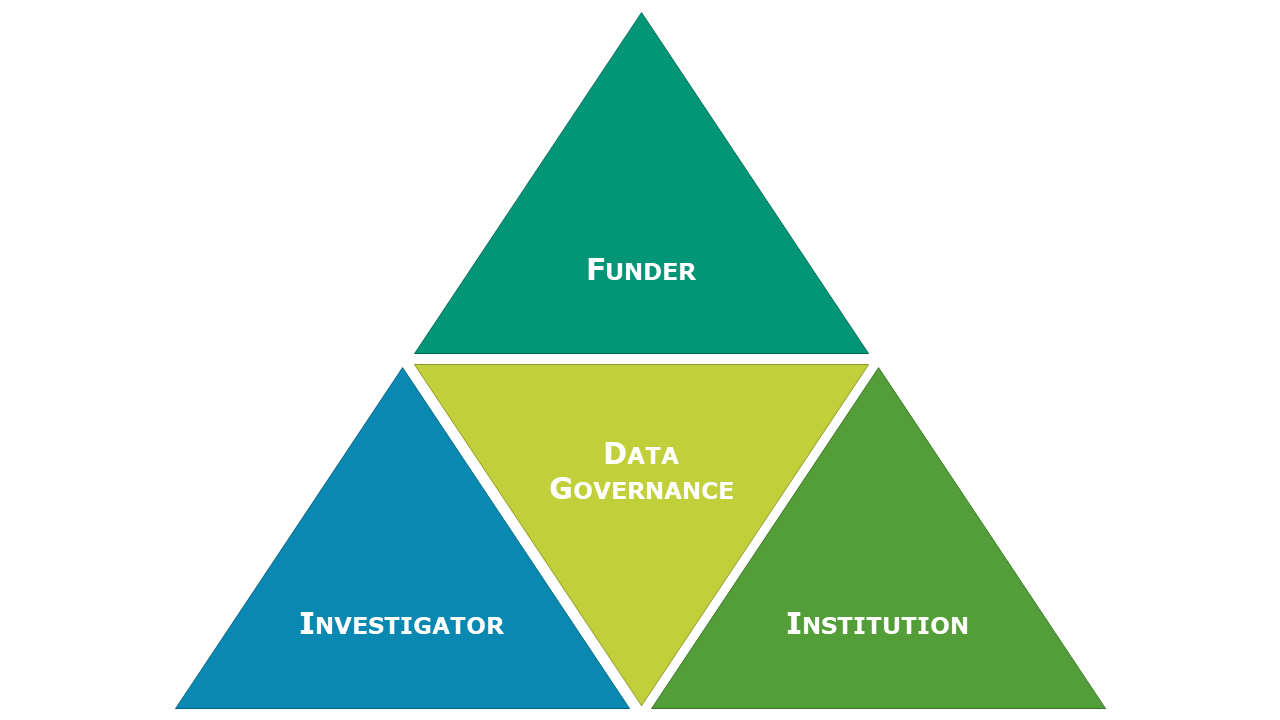 Funder
Data
Governance
Investigator
Institution